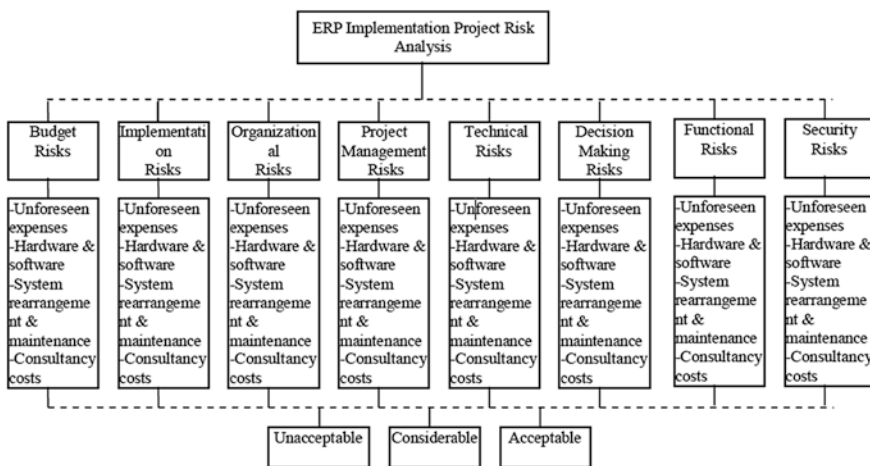 ERP Implementation Project Risk
Analysis
Budget
Risks
Implementati
on
Risks
Organization
al
Risks
Project
Management
Risks
Technical
Risks
Decision
Making
Risks
Functional
Risks
Security
Risks
-Unforeseen
expenses
-Hardware &
software
-System
rearrangeme
nt &
maintenance
-Consultancy
costs
-Unforeseen
expenses
-Hardware &
software
-System
rearrangeme
nt &
maintenance
-Consultancy
costs
-Unforeseen
expenses
-Hardware &
software
-System
rearrangeme
nt &
maintenance
-Consultancy
costs
-Unforeseen
expenses
-Hardware &
software
-System
rearrangeme
nt &
maintenance
-Consultancy
costs
-Unforeseen
expenses
-Hardware &
software
-System
rearrangeme
nt &
maintenance
-Consultancy
costs
-Unforeseen
expenses
-Hardware &
software
-System
rearrangeme
nt &
maintenance
-Consultancy
costs
-Unforeseen
expenses
-Hardware &
software
-System
rearrangeme
nt &
maintenance
-Consultancy
costs
-Unforeseen
expenses
-Hardware &
software
-System
rearrangeme
nt &
maintenance
-Consultancy
costs
Unacceptable
Considerable
Acceptable